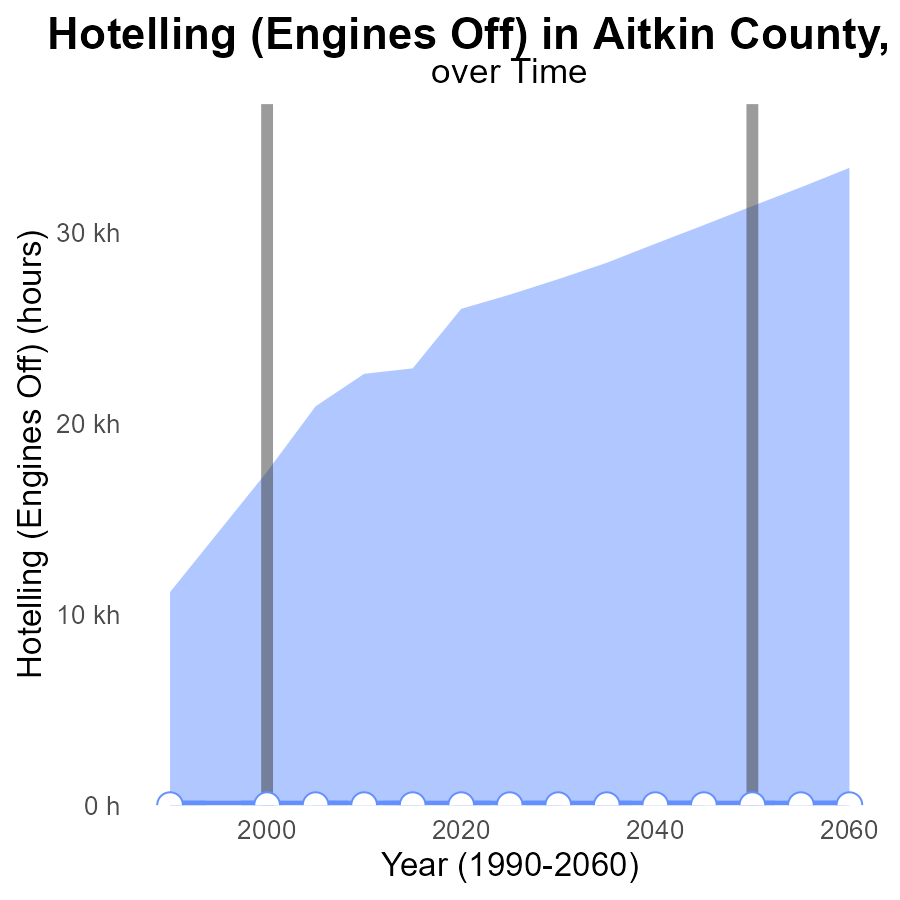 Hotelling (Engines Off) in Aitkin County,
over Time
Hotelling (Engines Off) (hours)
30 kh
20 kh
10 kh
0 h
2000 2020 2040 2060
Year (1990-2060)